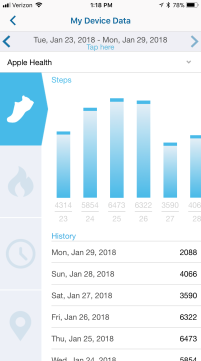 Verizon 1:18 PM 78%
My Device Data
Tue, Jan 23, 2018 - Mon, Jan 29, 2018
Tap here
Apple Health
Steps
4314 5854 6473 6322 3590 406
23 24 25 26 27 28
History
Mon, Jan 29, 2018 2088
Sun, Jan 28, 2018 4066
Sat, Jan 27, 2018 3590
Fri, Jan 26, 2018 6322
Thu, Jan 25, 2018 6473
Wed, Jan 24, 2018 5854